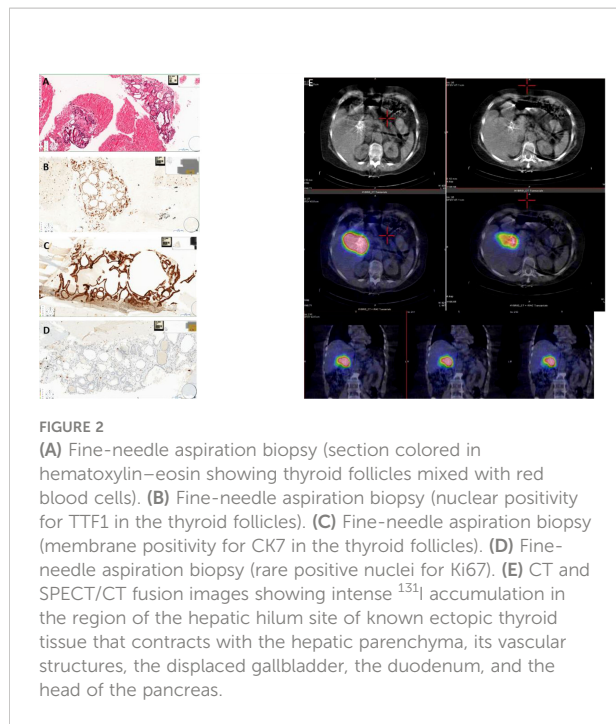 A
B
C
D
E
FIGURE 2
(A) Fine-needle aspiration biopsy (section colored in
hematoxylin–eosin showing thyroid follicles mixed with red
blood cells). (B) Fine-needle aspiration biopsy (nuclear positivity
for TTF1 in the thyroid follicles). (C) Fine-needle aspiration biopsy
(membrane positivity for CK7 in the thyroid follicles). (D) Fine-
needle aspiration biopsy (rare positive nuclei for Ki67). (E) CT and
SPECT/CT fusion images showing intense ¹³¹I accumulation in
the region of the hepatic hilum site of known ectopic thyroid
tissue that contracts with the hepatic parenchyma, its vascular
structures, the displaced gallbladder, the duodenum, and the
head of the pancreas.